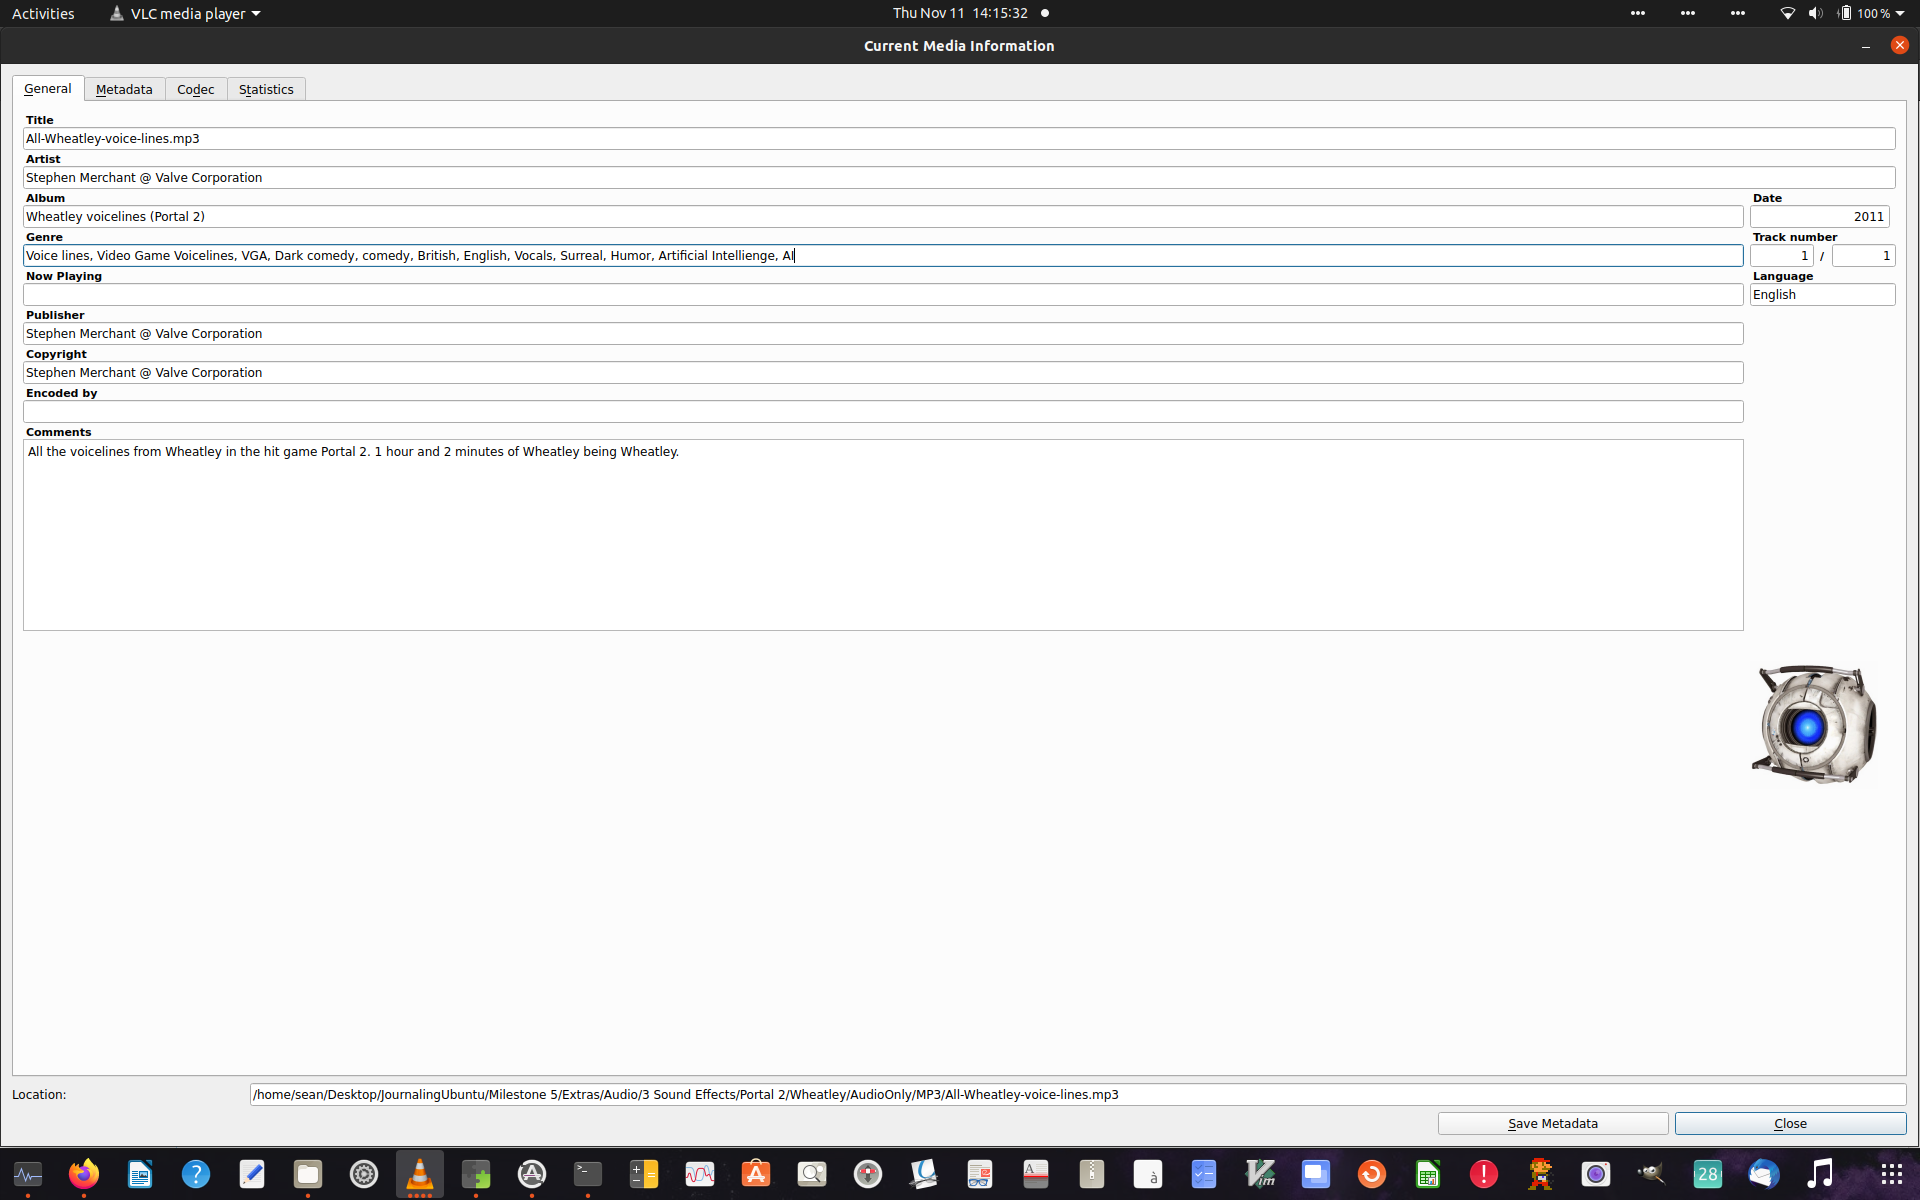 Activities
VLC media player
Thu Nov 11 14:15:32
100 %
Current Media Information
General
Metadata
Codec
Statistics
Title
All-Wheatley-voice-lines.mp3
Artist
Stephen Merchant @ Valve Corporation
Album
Date
Wheatley voicelines (Portal 2)
2011
Genre
Track number
Voice lines, Video Game Voicelines, VGA, Dark comedy, comedy, British, English, Vocals, Surreal, Humor, Artificial Intellienge, AI
1 / 1
Now Playing
Language
English
Publisher
Stephen Merchant @ Valve Corporation
Copyright
Stephen Merchant @ Valve Corporation
Encoded by
Comments
All the voicelines from Wheatley in the hit game Portal 2. 1 hour and 2 minutes of Wheatley being Wheatley.
Location:
/home/sean/Desktop/JournalingUbuntu/Milestone 5/Extras/Audio/3 Sound Effects/Portal 2/Wheatley/AudioOnly/MP3/All-Wheatley-voice-lines.mp3
Save Metadata
Close
28